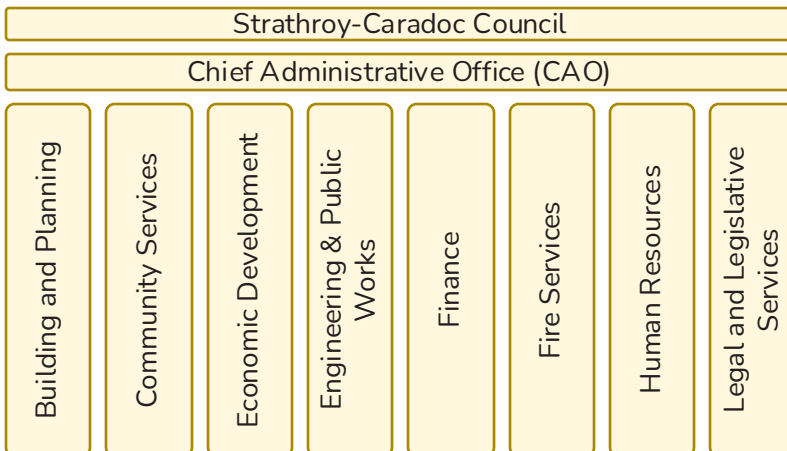 Strathroy-Caradoc Council
Chief Administrative Office (CAO)
Building and Planning
Community Services
Economic Development
Engineering & Public
Works
Finance
Fire Services
Human Resources
Legal and Legislative
Services